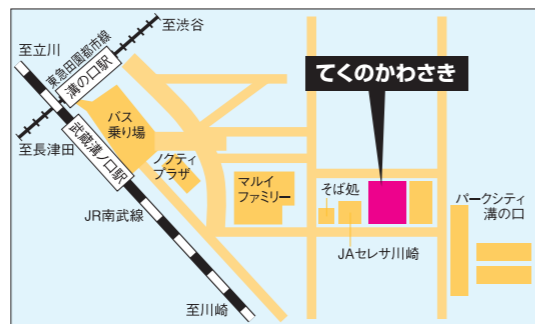 至渋谷
至立川
東急田園都市線
溝の口駅
てくのかわさき
バス
乗り場
武蔵溝ノ口駅
至長津田
ノクティ
プラザ
マルイ
ファミリー
そば処
パークシティ
溝の口
JR南武線
JAセレサ川崎
至川崎